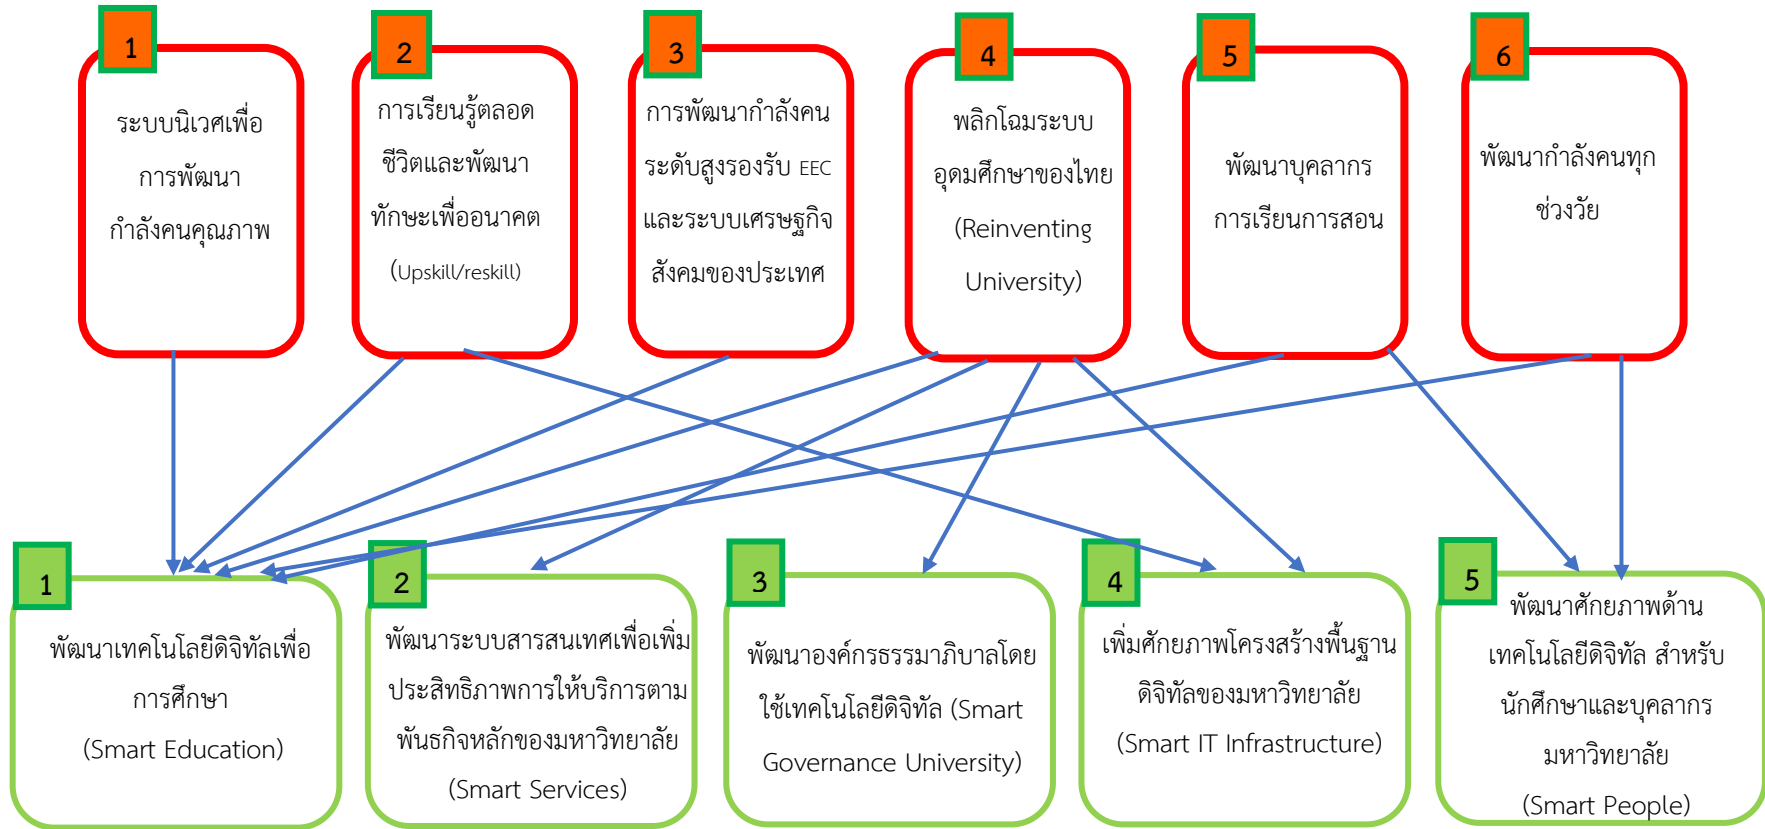 1
ระบบนิเวศเพื่อ
การพัฒนา
กำลังคนคุณภาพ
2
การเรียนรู้ตลอด
ชีวิตและพัฒนา
ทักษะเพื่ออนาคต
(Upskill/reskill)
3
การพัฒนากำลังคน
ระดับสูงรองรับ EEC
และระบบเศรษฐกิจ
สังคมของประเทศ
4
พลิกโฉมระบบ
อุดมศึกษาของไทย
(Reinventing
University)
5
พัฒนาบุคลากร
การเรียนการสอน
6
พัฒนากำลังคนทุก
ช่วงวัย
1
พัฒนาเทคโนโลยีดิจิทัลเพื่อ
การศึกษา
(Smart Education)
2
พัฒนาระบบสารสนเทศเพื่อเพิ่ม
ประสิทธิภาพการให้บริการตาม
พันธกิจหลักของมหาวิทยาลัย
(Smart Services)
3
พัฒนาองค์กรธรรมาภิบาลโดย
ใช้เทคโนโลยีดิจิทัล (Smart
Governance University)
4
เพิ่มศักยภาพโครงสร้างพื้นฐาน
ดิจิทัลของมหาวิทยาลัย
(Smart IT Infrastructure)
5
พัฒนาศักยภาพด้าน
เทคโนโลยีดิจิทัล สำหรับ
นักศึกษาและบุคลากร
มหาวิทยาลัย
(Smart People)